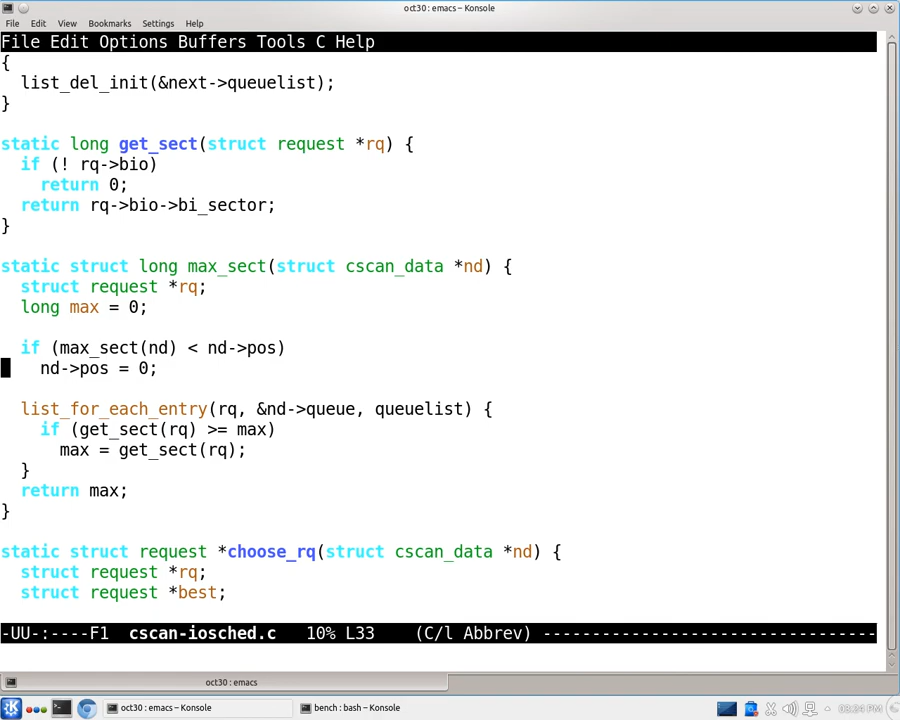 oct30 : emacs – Konsole
File Edit View Bookmarks Settings Help
File Edit Options Buffers Tools C Help
{
  list_del_init(&next->queuelist);
}

static long get_sect(struct request *rq) {
  if (! rq->bio)
    return 0;
  return rq->bio->bi_sector;
}

static struct long max_sect(struct cscan_data *nd) {
  struct request *rq;
  long max = 0;

  if (max_sect(nd) < nd->pos)
    nd->pos = 0;

  list_for_each_entry(rq, &nd->queue, queuelist) {
    if (get_sect(rq) >= max)
      max = get_sect(rq);
  }
  return max;
}

static struct request *choose_rq(struct cscan_data *nd) {
  struct request *rq;
  struct request *best;

-UU-:----F1  cscan-iosched.c   10% L33    (C/l Abbrev) ----------------------------------
oct30 : emacs
oct30 : emacs – Konsole
bench : bash – Konsole
03:24 PM